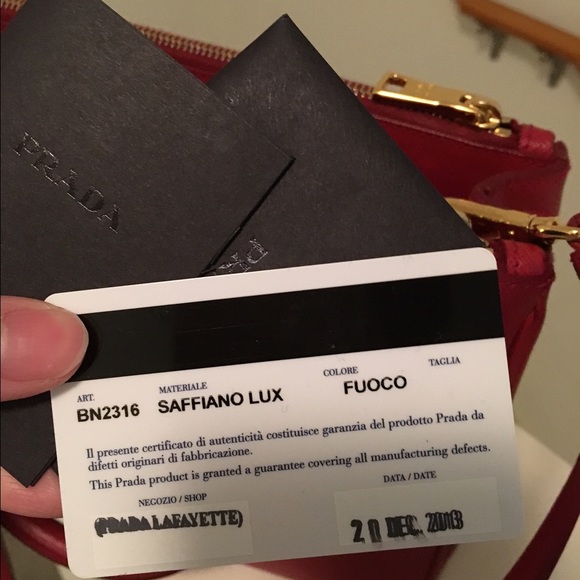 PRADA
ART.
MATERIALE
COLORE
TAGLIA
BN2316
SAFFIANO LUX
FUOCO
Il presente certificato di autenticità costituisce garanzia del prodotto Prada da
difetti originari di fabbricazione.
This Prada product is granted a guarantee covering all manufacturing defects.
NEGOZIO / SHOP
DATA / DATE
(PRADA LAFAYETTE)
20 DEC. 2013